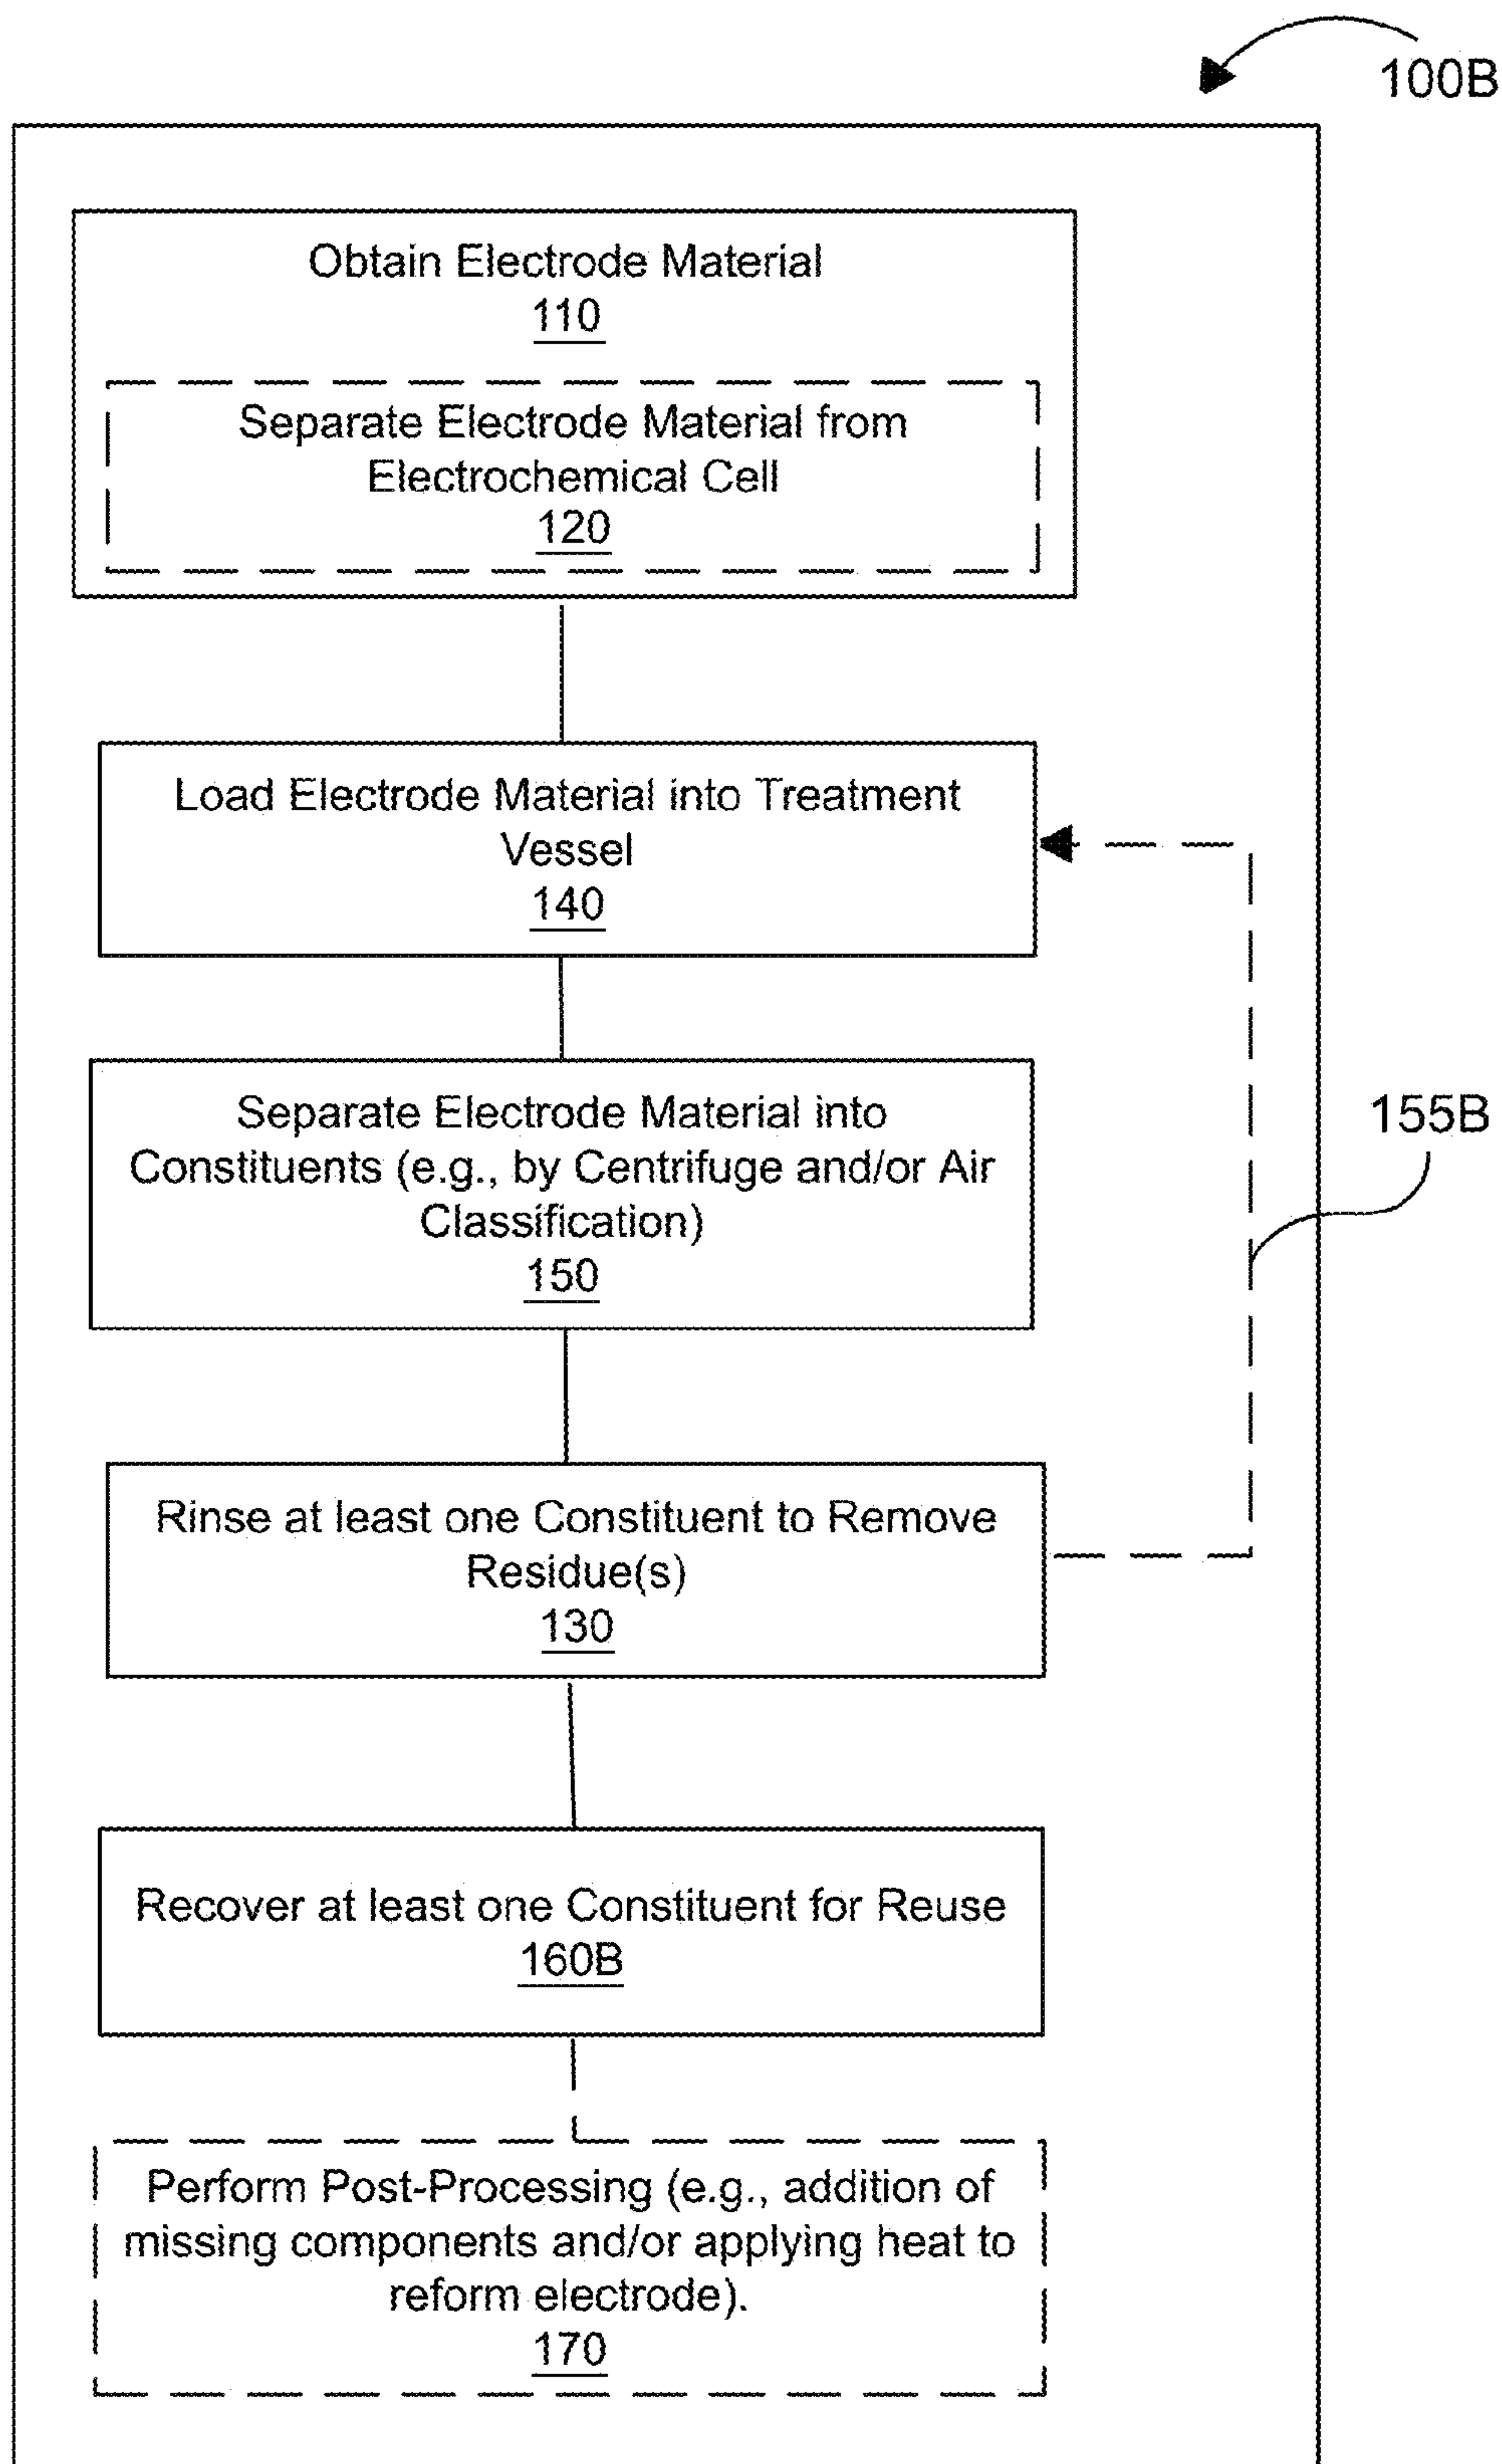 100B
Obtain Electrode Material
110
Separate Electrode Material from
Electrochemical Cell
120
Load Electrode Material into Treatment
Vessel
140
Separate Electrode Material into
Constituents (e.g., by Centrifuge and/or Air
Classification)
150
155B
Rinse at least one Constituent to Remove
Residue(s)
130
Recover at least one Constituent for Reuse
160B
Perform Post-Processing (e.g., addition of
missing components and/or applying heat to
reform electrode).
170